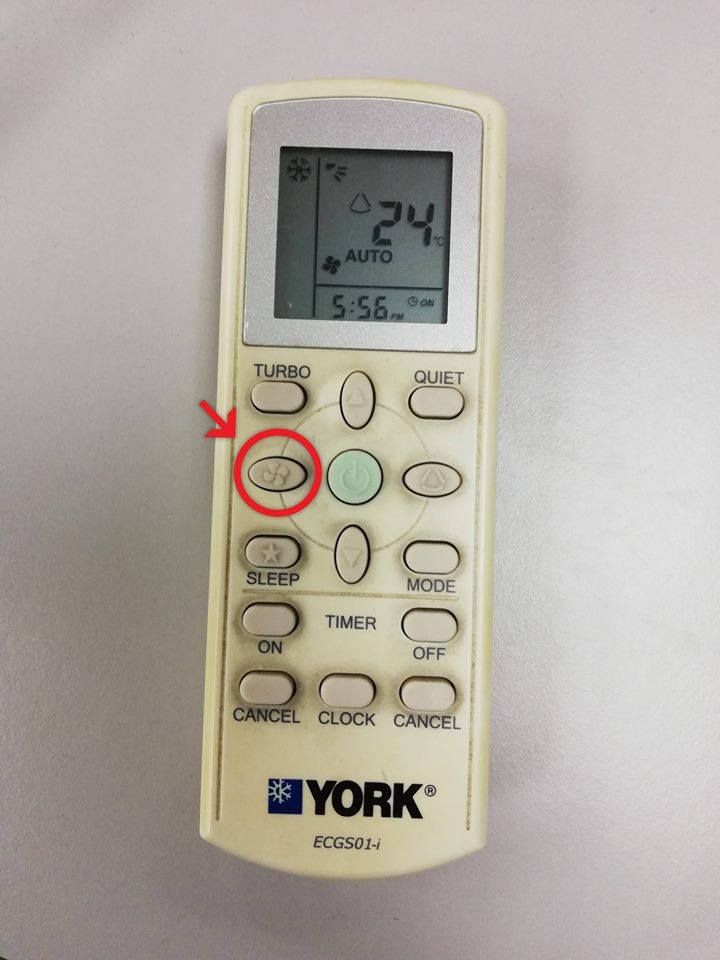 24°C
AUTO
5:56 PM ON
TURBO
QUIET
SLEEP
MODE
TIMER
ON
OFF
CANCEL CLOCK CANCEL
YORK®
ECGS01-i